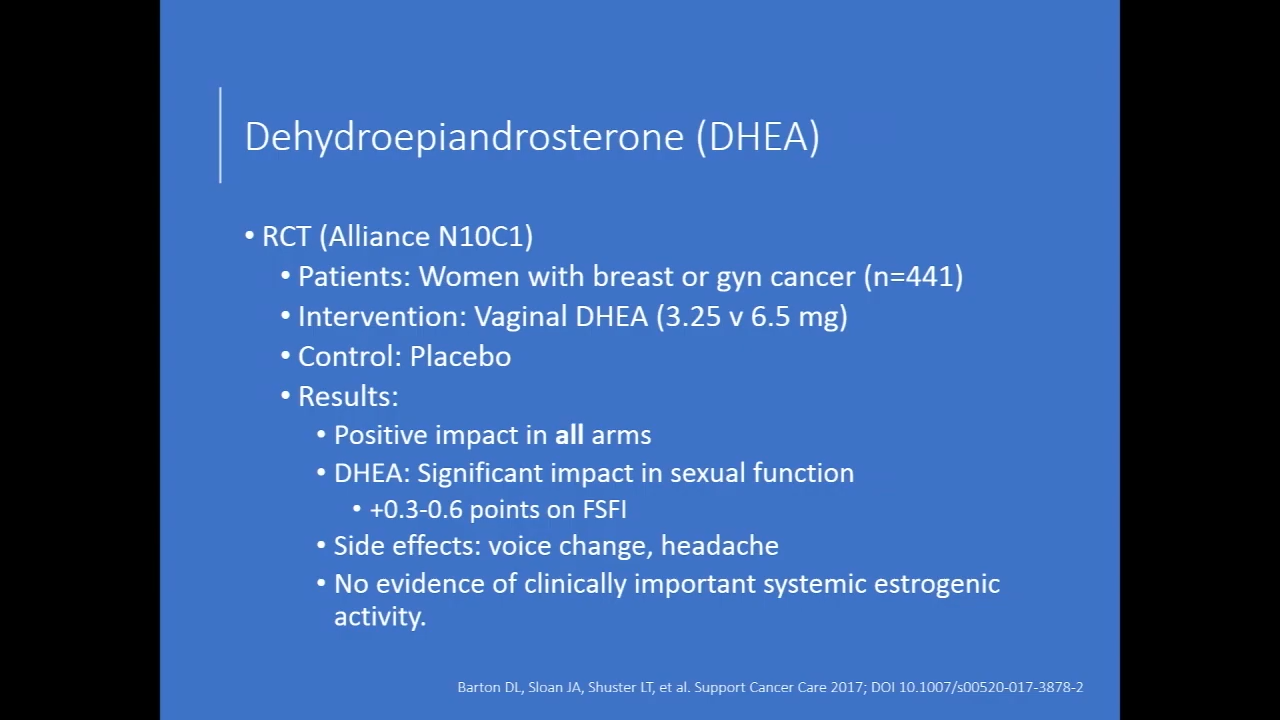 Dehydroepiandrosterone (DHEA)
• RCT (Alliance N10C1)
• Patients: Women with breast or gyn cancer (n=441)
• Intervention: Vaginal DHEA (3.25 v 6.5 mg)
• Control: Placebo
• Results:
• Positive impact in all arms
• DHEA: Significant impact in sexual function
• +0.3-0.6 points on FSFI
• Side effects: voice change, headache
• No evidence of clinically important systemic estrogenic
activity.
Barton DL, Sloan JA, Shuster LT, et al. Support Cancer Care 2017; DOI 10.1007/s00520-017-3878-2